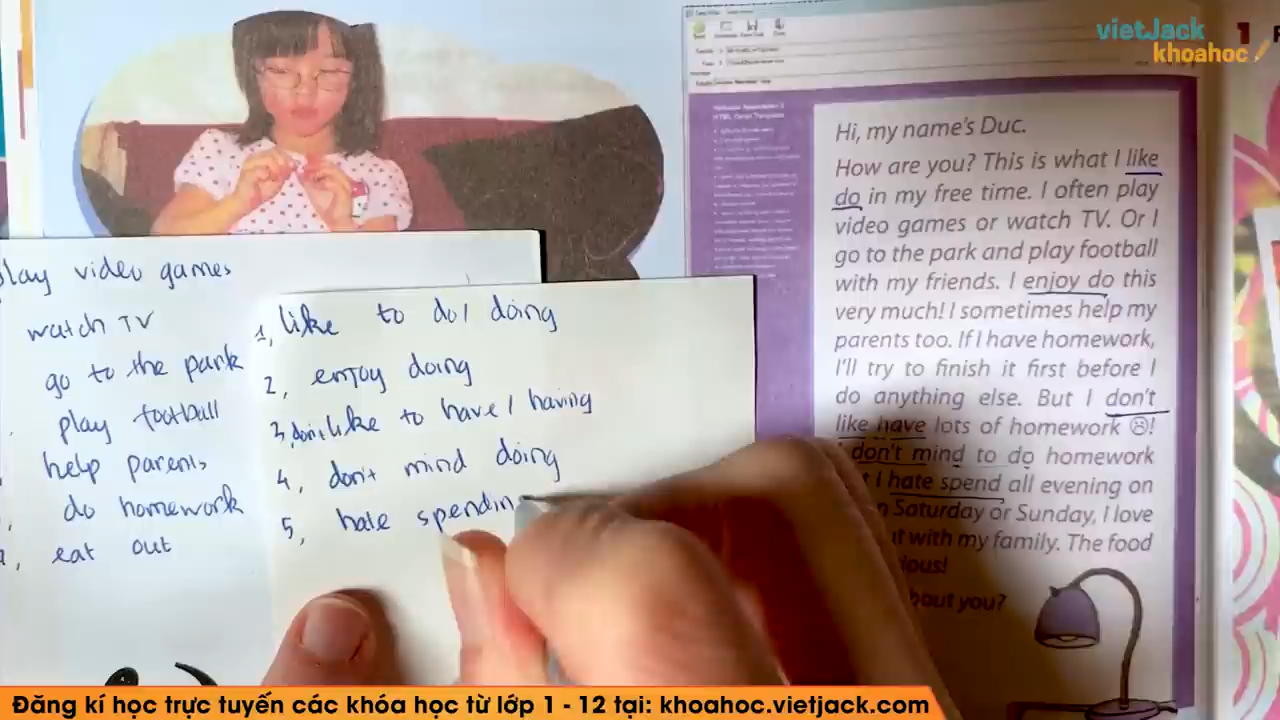 vietJack
khoahoc
1
Hi, my name's Duc.
How are you? This is what I like
do in my free time. I often play
video games or watch TV. Or I
go to the park and play football
with my friends. I enjoy do this
very much! I sometimes help my
parents too. If I have homework,
I'll try to finish it first before I
do anything else. But I don't
like have lots of homework ☹!
don't mind to do homework
I hate spend all evening on
Saturday or Sunday, I love
with my family. The food
about you?
play video games
watch TV
go to the park
play football
help parents
do homework
eat out
1, like to do / doing
2, enjoy doing
3, don't like to have / having
4, don't mind doing
5, hate spendin
Đăng kí học trực tuyến các khóa học từ lớp 1 - 12 tại: khoahoc.vietjack.com